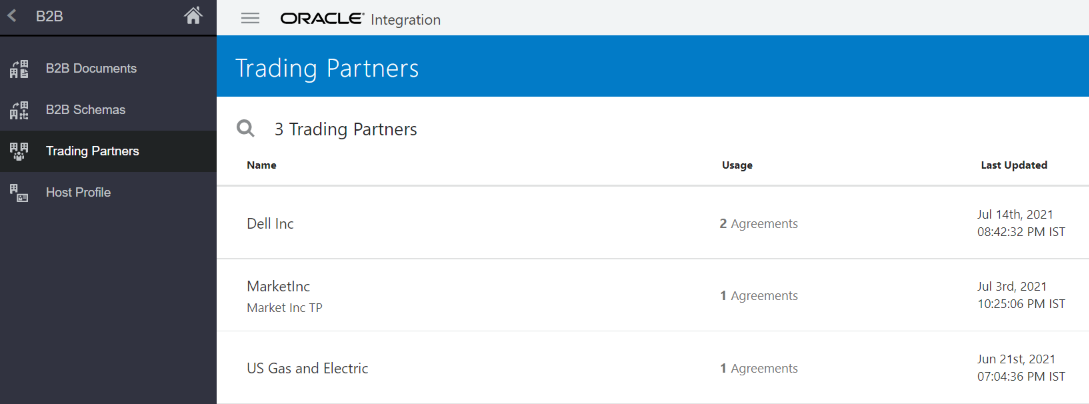 B2B
ORACLE® Integration
B2B Documents
B2B Schemas
Trading Partners
Host Profile
Trading Partners
3 Trading Partners
Name Usage Last Updated
Dell Inc 2 Agreements Jul 14th, 2021
08:42:32 PM IST
MarketInc 1 Agreements Jul 3rd, 2021
Market Inc TP 10:25:06 PM IST
US Gas and Electric 1 Agreements Jun 21st, 2021
07:04:36 PM IST